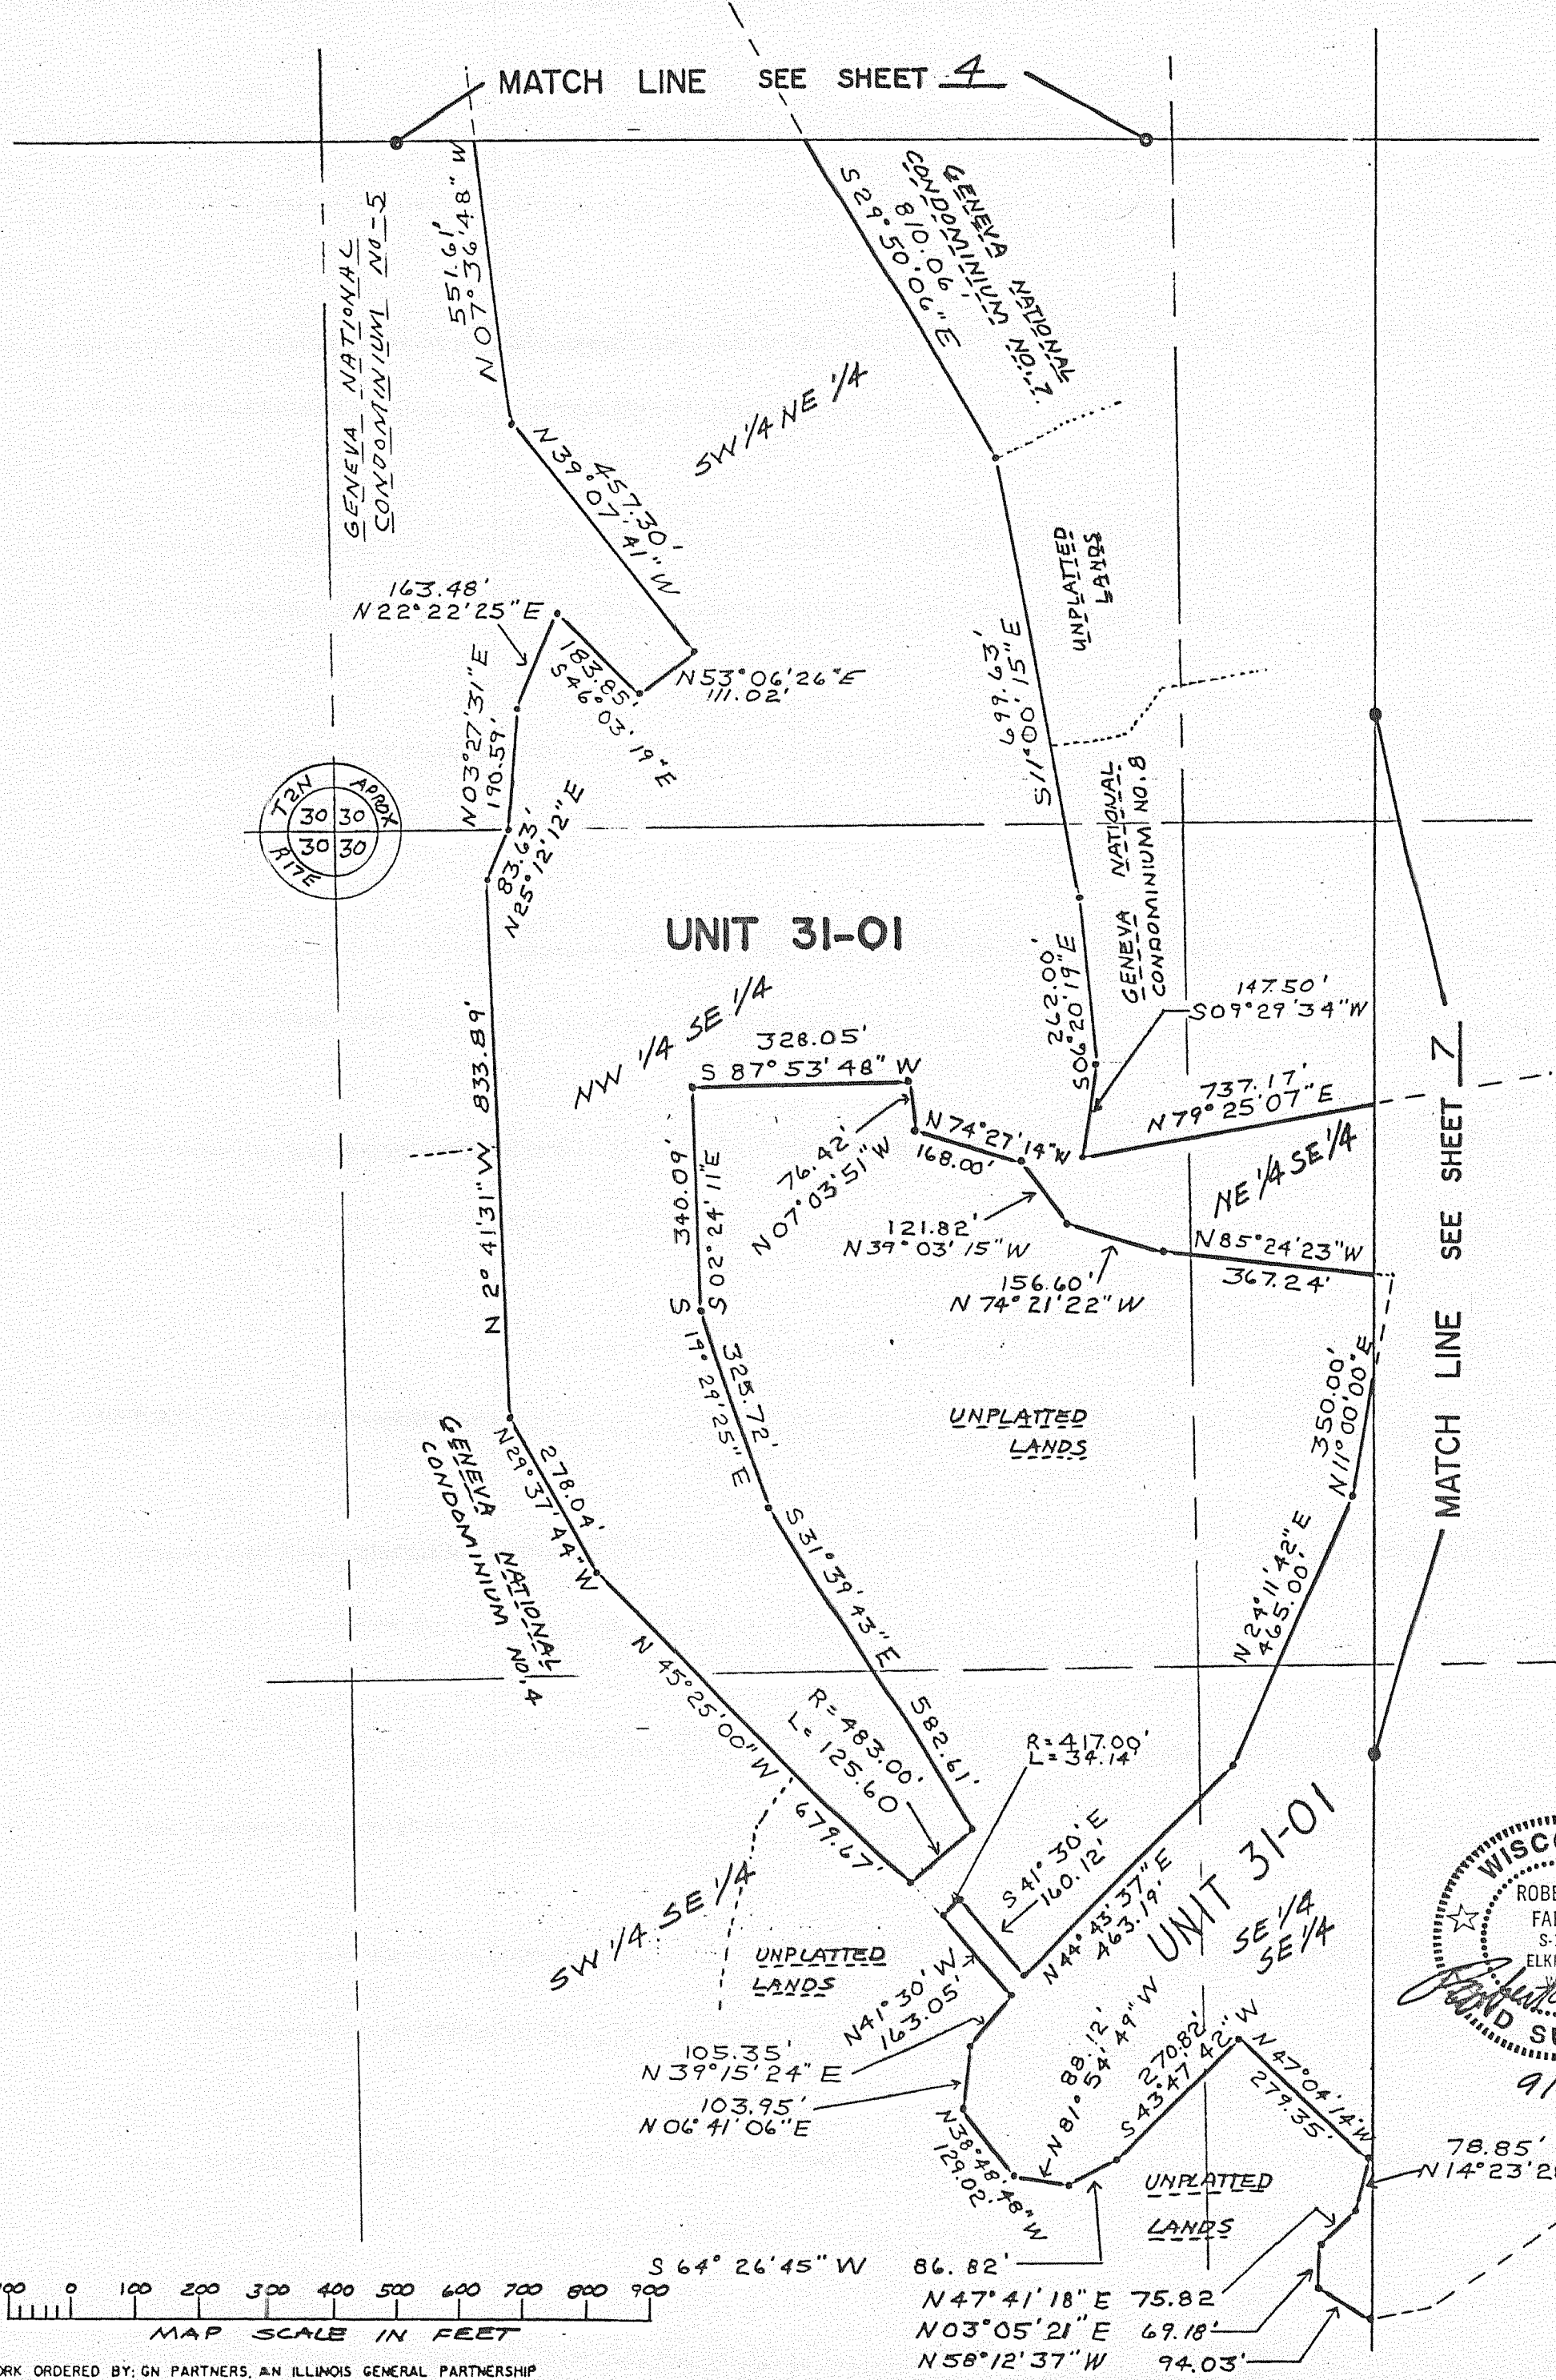 MATCH LINE SEE SHEET 4
GENEVA NATIONAL
CONDOMINIUM NO-5
551.61'
N 07°36'48" W
GENEVA NATIONAL
CONDOMINIUM NO. 7
810.06'
S 29°50'06" E
SW 1/4 NE 1/4
457.30'
N 39°07'41" W
163.48'
N 22°22'25" E
183.85'
S 46°03'19" E
N 53°06'26" E
111.02'
UNPLATTED
LANDS
699.63'
S 11°00'15" E
N 03°27'31" E
190.59'
T2N
APROX
30 30
30 30
R17E
83.63'
N 25°12'12" E
GENEVA NATIONAL
CONDOMINIUM NO. 8
UNIT 31-01
262.00'
S 06°20'19" E
147.50'
S 09°29'34" W
NW 1/4 SE 1/4
328.05'
S 87°53'48" W
833.89'
N 2°41'31" W
737.17'
N 79°25'07" E
NE 1/4 SE 1/4
76.42'
N 07°03'51" W
N 74°27'14" W
168.00'
340.09'
S 02°24'11" E
121.82'
N 39°03'15" W
N 85°24'23" W
367.24'
156.60'
N 74°21'22" W
MATCH LINE SEE SHEET 7
325.72'
S 19°29'25" E
350.00'
N 11°00'00" E
UNPLATTED
LANDS
278.04'
N 29°37'44" W
GENEVA NATIONAL
CONDOMINIUM NO. 4
S 31°39'43" E
582.61'
N 24°11'42" E
465.00'
N 45°25'00" W
679.67'
R= 483.00'
L= 125.60
R= 417.00'
L= 34.14'
S 41°30' E
160.12'
N 44°43'37" E
463.19'
UNIT 31-01
SE 1/4
SE 1/4
SW 1/4 SE 1/4
UNPLATTED
LANDS
N 41°30' W
163.05'
105.35'
N 39°15'24" E
103.95'
N 06°41'06" E
N 38°48'48" W
129.02'
88.12'
N 81°54'49" W
270.82'
S 43°47'42" W
N 47°04'14" W
279.35'
78.85'
N 14°23'2
UNPLATTED
LANDS
S 64°26'45" W 86.82'
N 47°41'18" E 75.82
N 03°05'21" E 69.18'
N 58°12'37" W 94.03'
WISCO
ROBE
FA
S-
ELK
D SU
91
00 0 100 200 300 400 500 600 700 800 900
MAP SCALE IN FEET
ORK ORDERED BY: GN PARTNERS, AN ILLINOIS GENERAL PARTNERSHIP